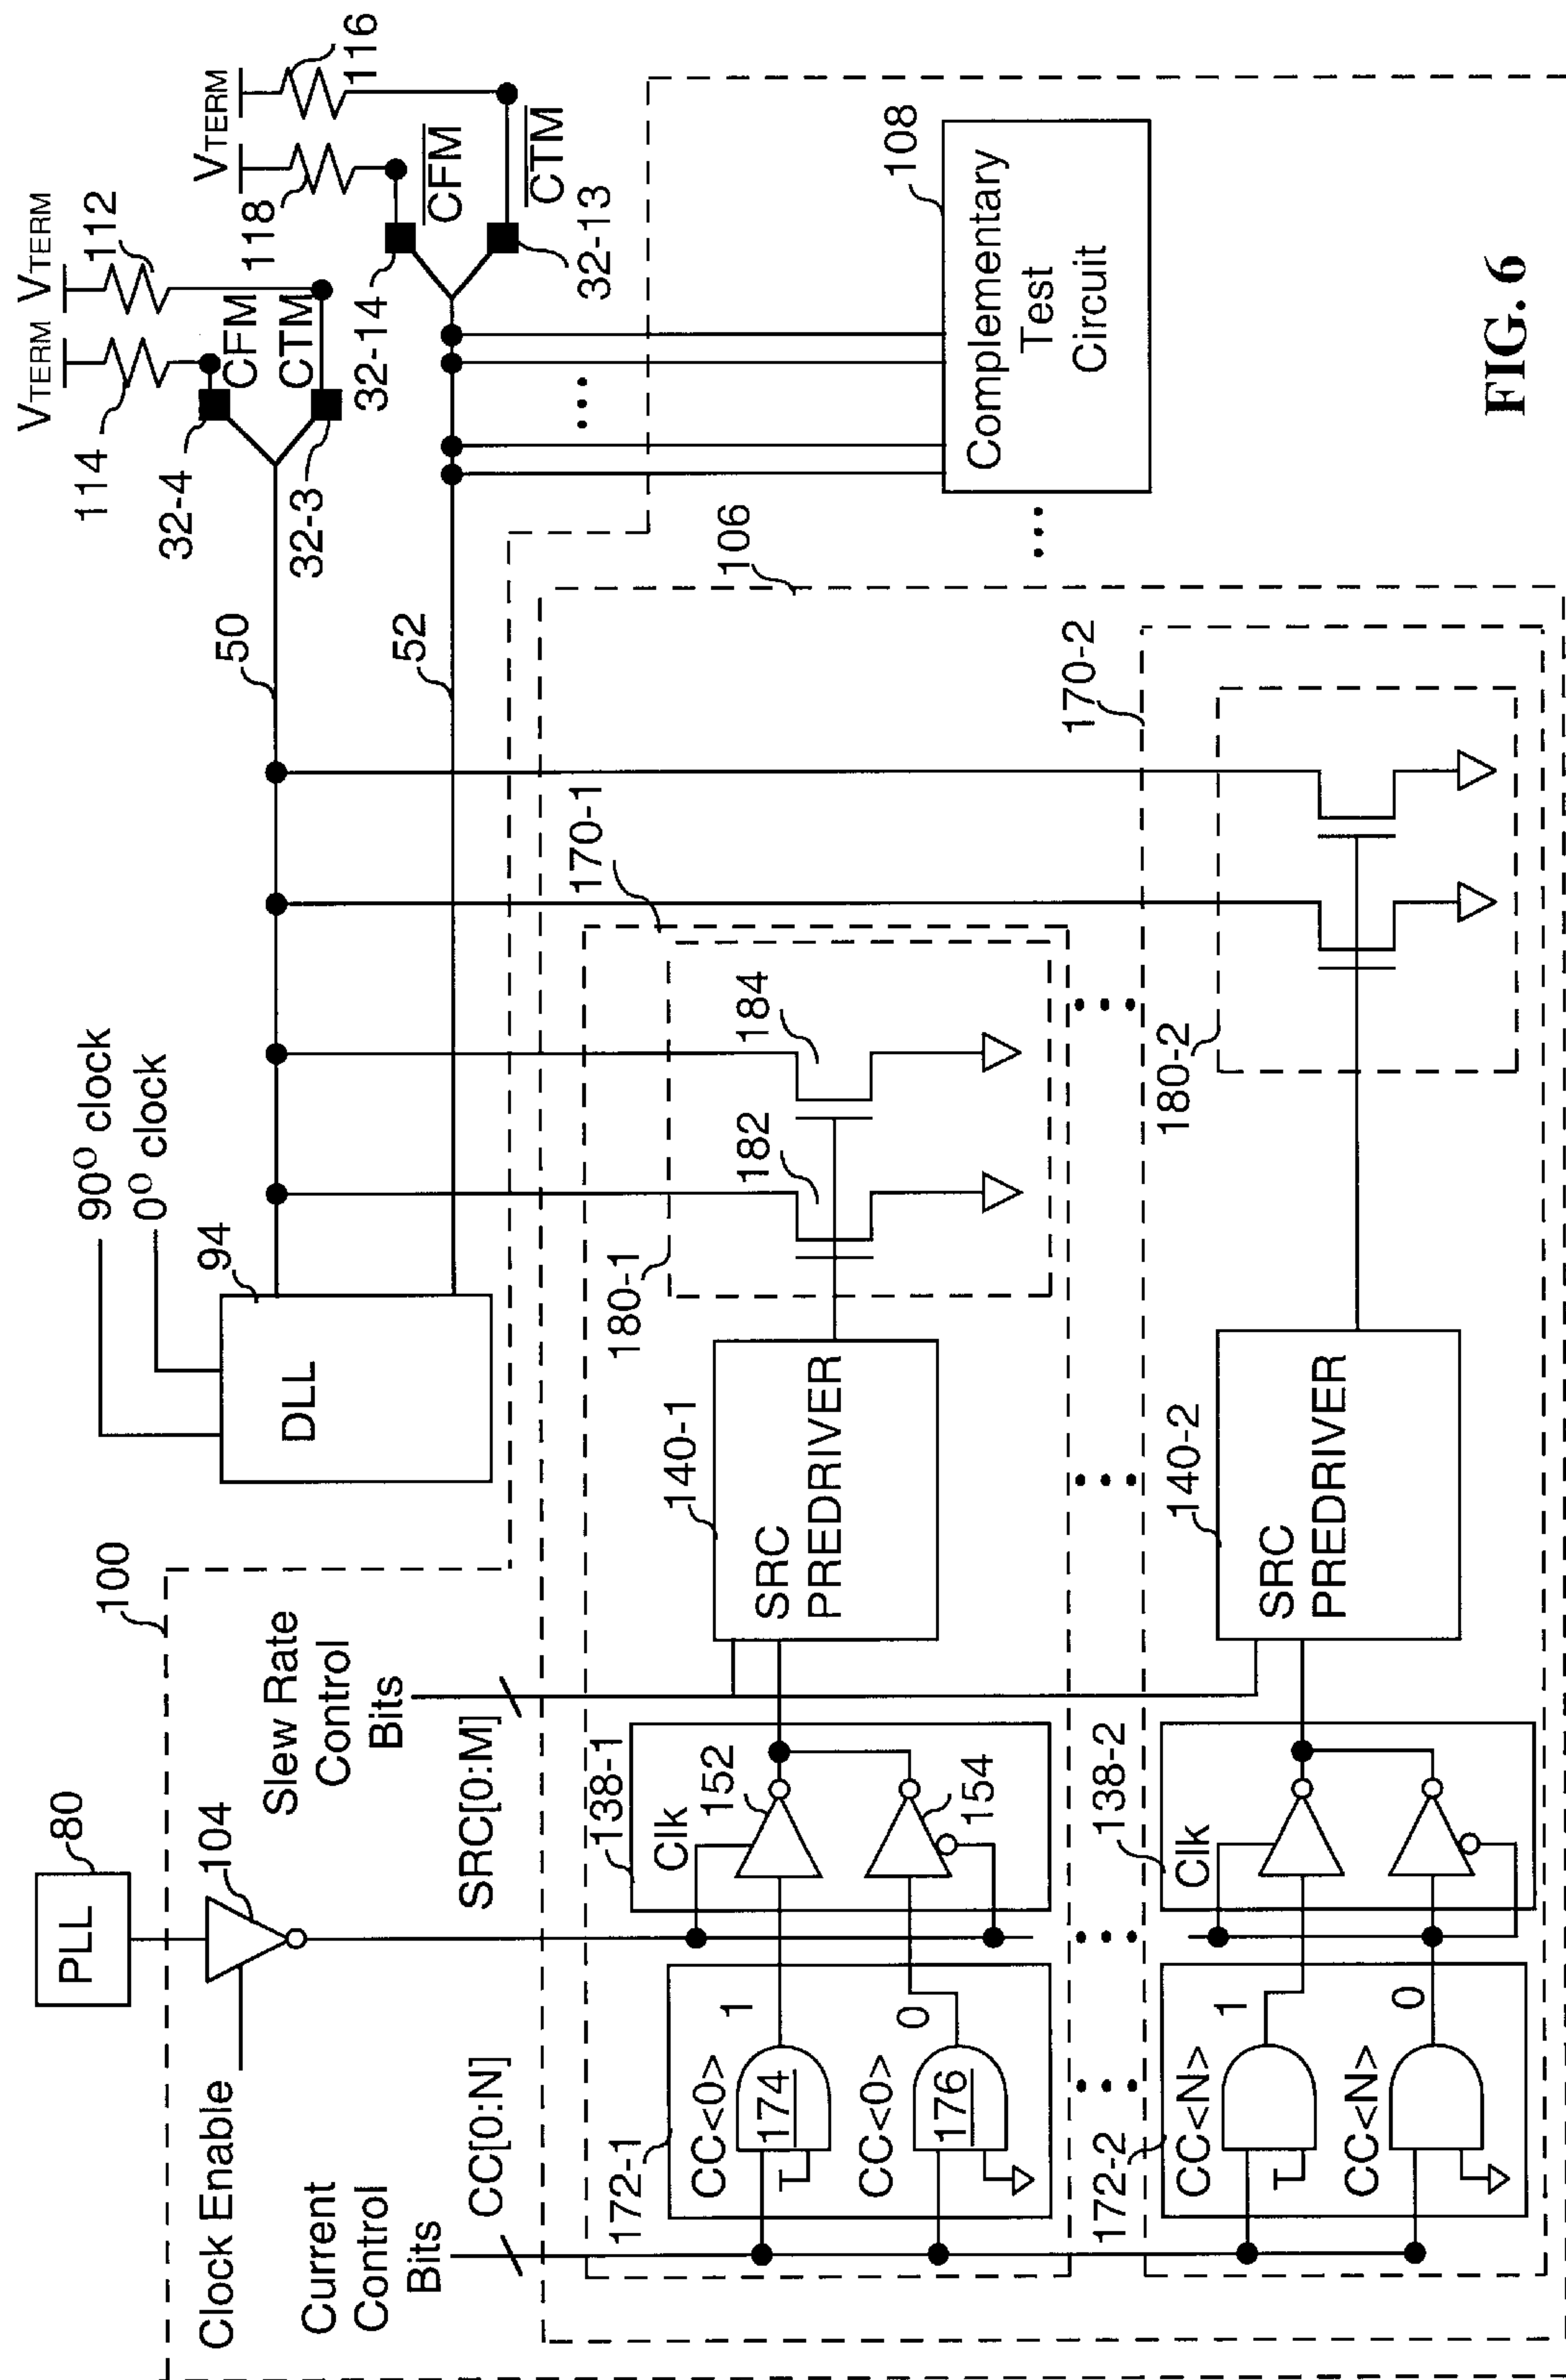 PLL
80
Clock Enable
104
100
Current
Control
Bits
CC[0:N]
Slew Rate
Control
Bits
SRC[0:M]
90° clock
0° clock
94
DLL
50
52
VTERM
VTERM
114
112
32-4
CFM
CTM
32-3
VTERM
VTERM
118
116
32-14
CFM
CTM
32-13
106
108
Complementary
Test
Circuit
172-1
CC<0>
174
1
CC<0>
176
0
138-1
Clk
152
154
140-1
SRC
PREDRIVER
170-1
180-1
182
184
172-2
CC<N>
1
CC<N>
0
138-2
Clk
140-2
SRC
PREDRIVER
170-2
180-2
FIG. 6